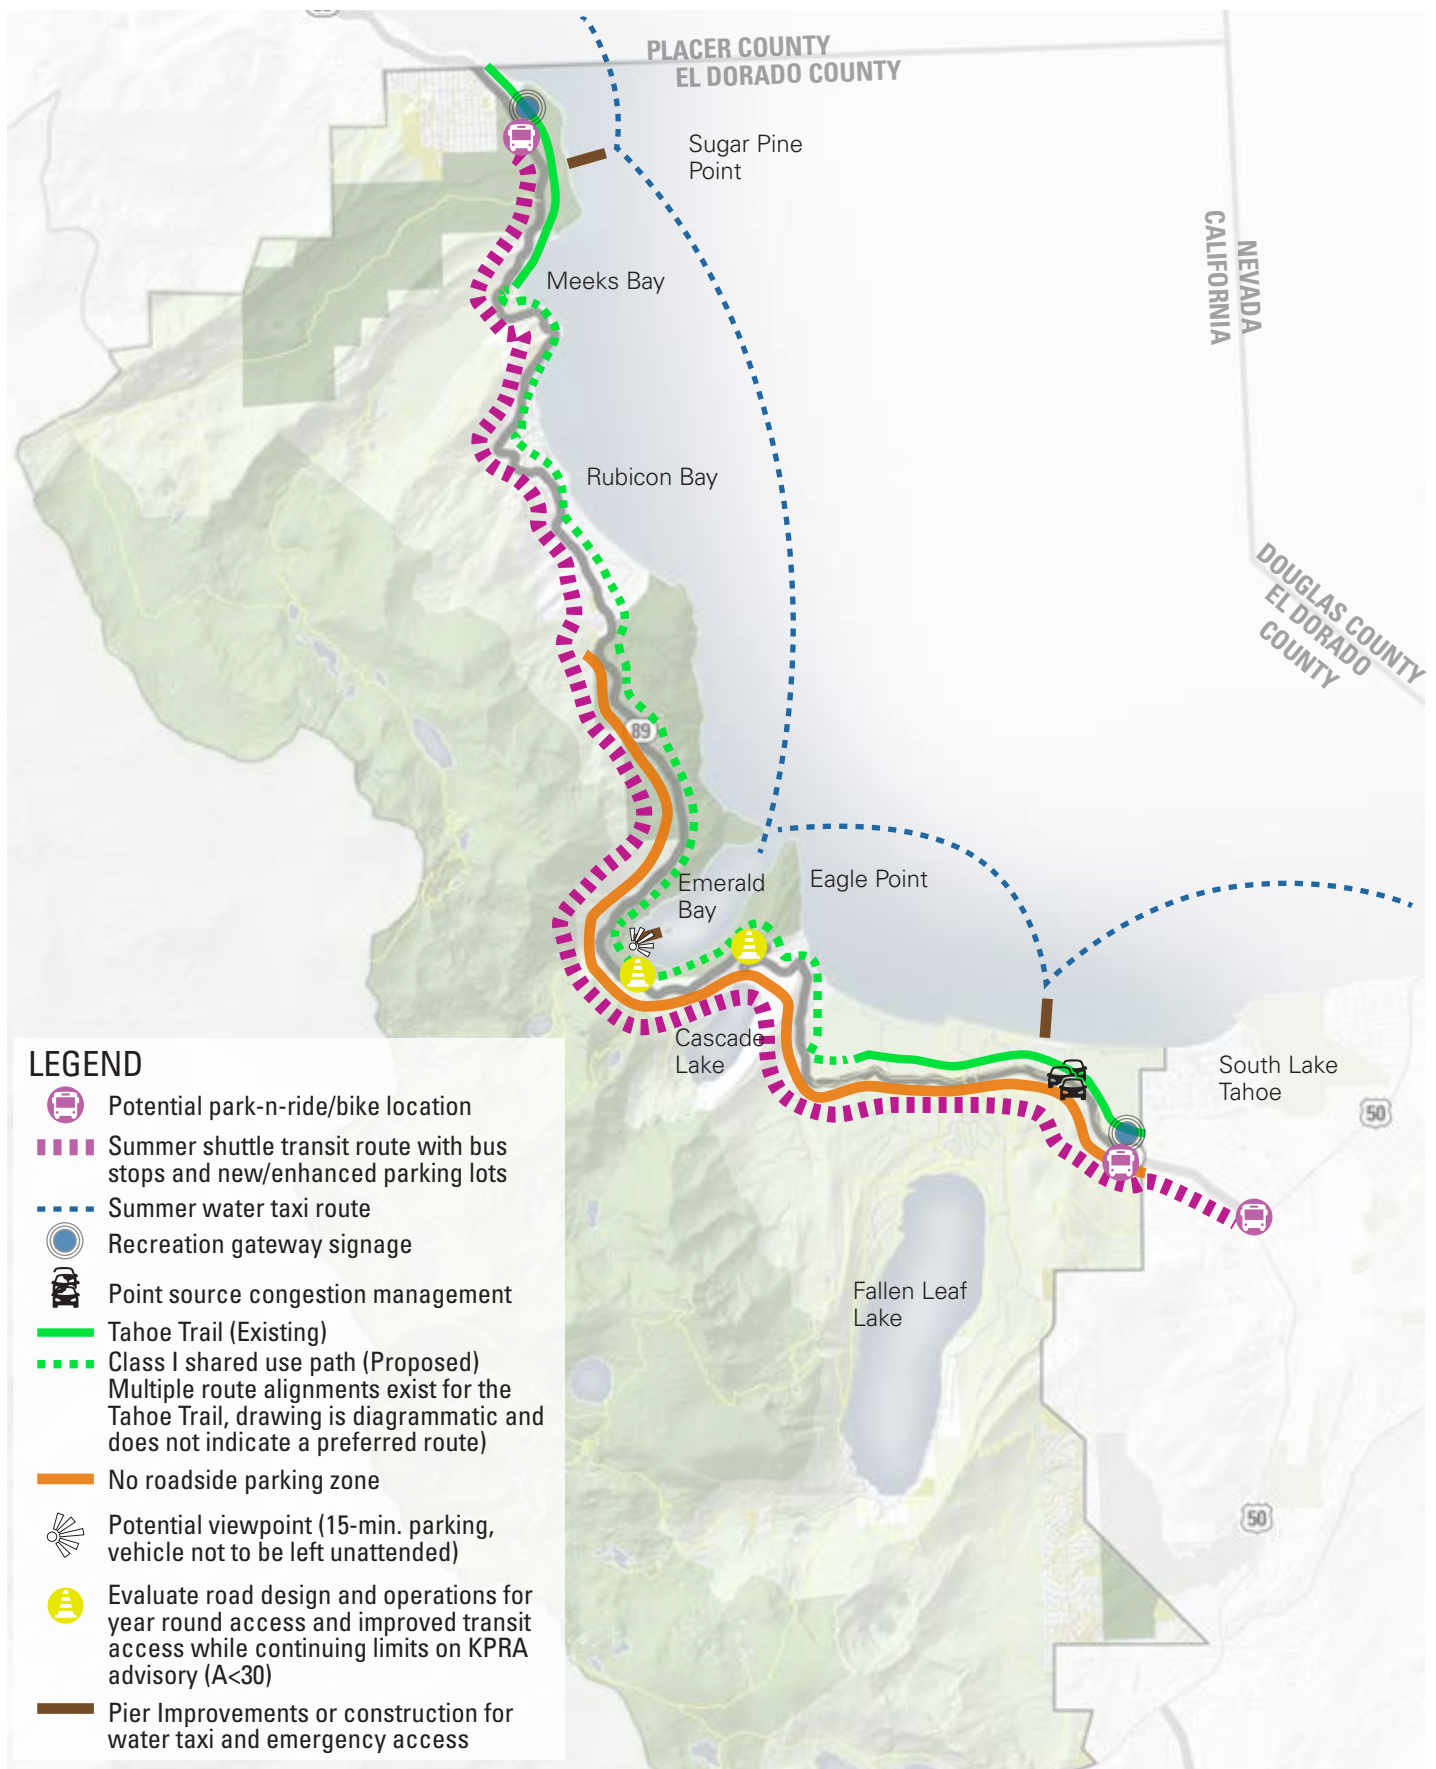 PLACER COUNTY
EL DORADO COUNTY
Sugar Pine
Point
NEVADA
CALIFORNIA
Meeks Bay
Rubicon Bay
DOUGLAS COUNTY
EL DORADO
COUNTY
89
Emerald
Bay
Eagle Point
Cascade
Lake
South Lake
Tahoe
50
Fallen Leaf
Lake
50
LEGEND
Potential park-n-ride/bike location
Summer shuttle transit route with bus
stops and new/enhanced parking lots
Summer water taxi route
Recreation gateway signage
Point source congestion management
Tahoe Trail (Existing)
Class I shared use path (Proposed)
Multiple route alignments exist for the
Tahoe Trail, drawing is diagrammatic and
does not indicate a preferred route)
No roadside parking zone
Potential viewpoint (15-min. parking,
vehicle not to be left unattended)
Evaluate road design and operations for
year round access and improved transit
access while continuing limits on KPRA
advisory (A<30)
Pier Improvements or construction for
water taxi and emergency access